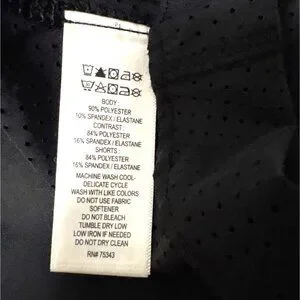 BODY:
90% POLYESTER
10% SPANDEX / ELASTANE
CONTRAST:
84% POLYESTER
16% SPANDEX / ELASTANE
SHORTS:
84% POLYESTER
16% SPANDEX / ELASTANE
MACHINE WASH COOL-
DELICATE CYCLE
WASH WITH LIKE COLORS
DO NOT USE FABRIC
SOFTENER
DO NOT BLEACH
TUMBLE DRY LOW
LOW IRON IF NEEDED
DO NOT DRY CLEAN
RN# 75343